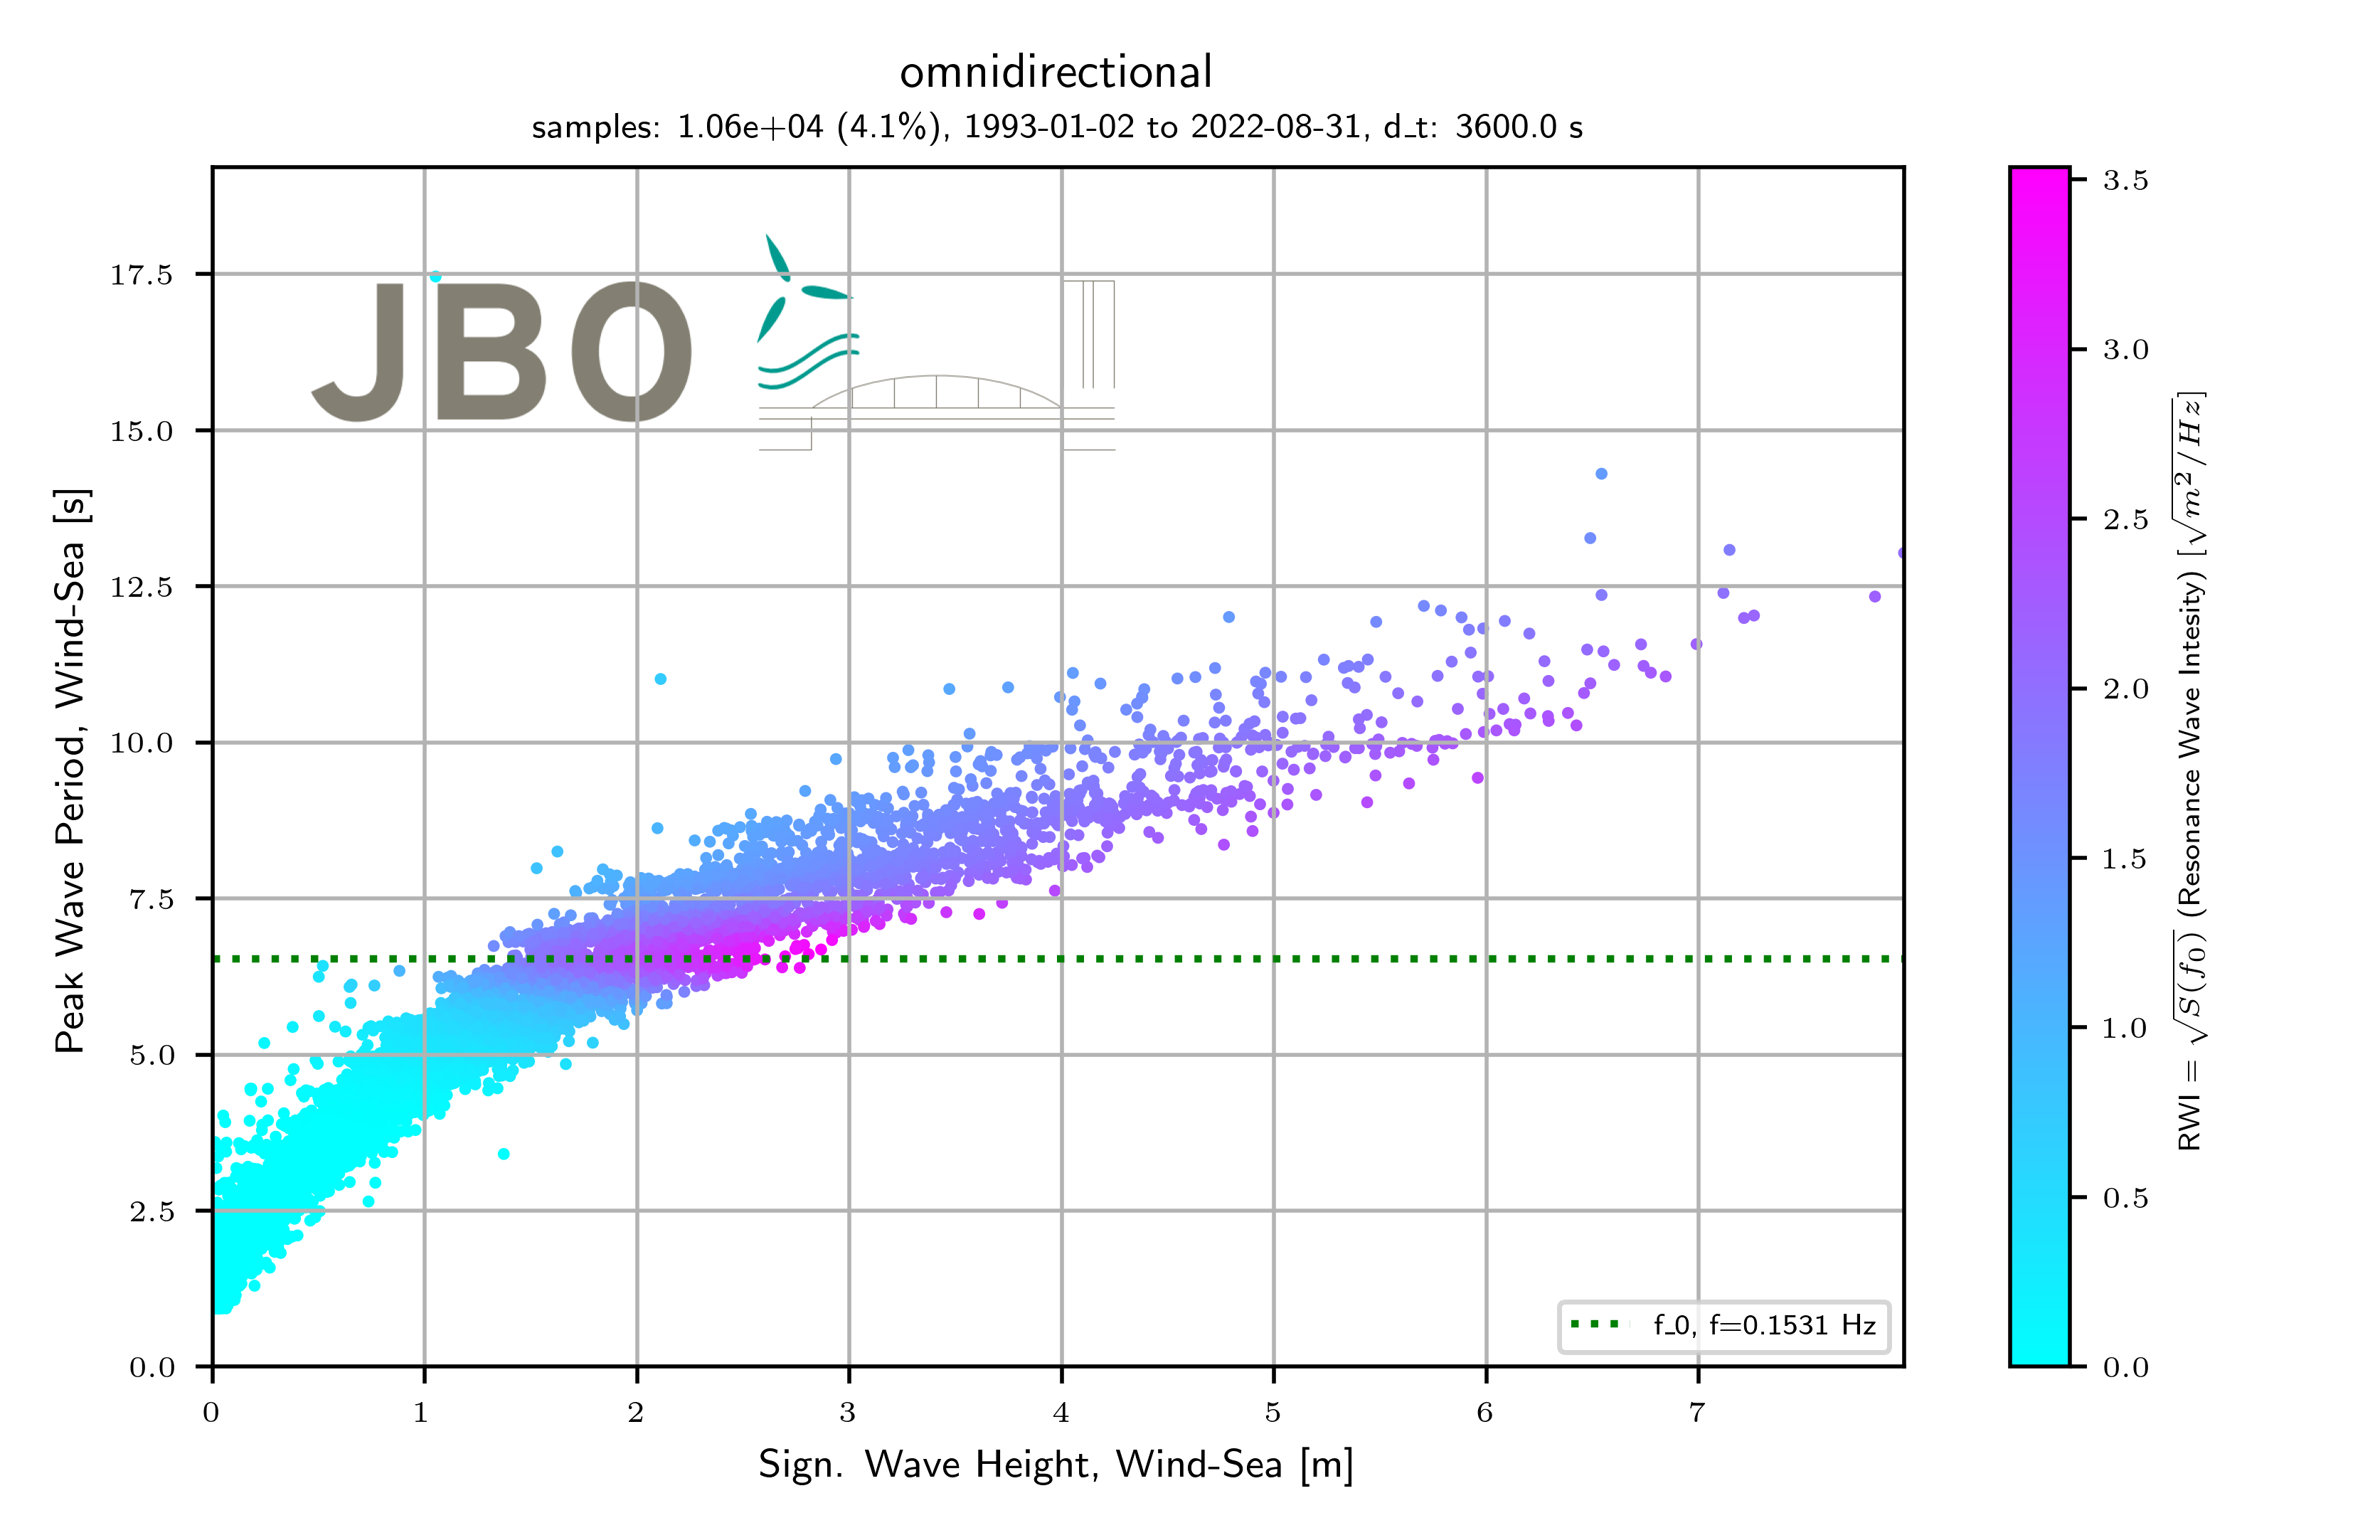 omnidirectional
samples: 1.06e+04 (4.1%), 1993-01-02 to 2022-08-31, d_t: 3600.0 s
JBO
Peak Wave Period, Wind-Sea [s]
17.5
15.0
12.5
10.0
7.5
5.0
2.5
0.0
0 1 2 3 4 5 6 7
Sign. Wave Height, Wind-Sea [m]
f_0, f=0.1531 Hz
3.5
3.0
2.5
2.0
1.5
1.0
0.5
0.0
RWI = √S(f0) (Resonance Wave Intesity) [√m²/Hz]